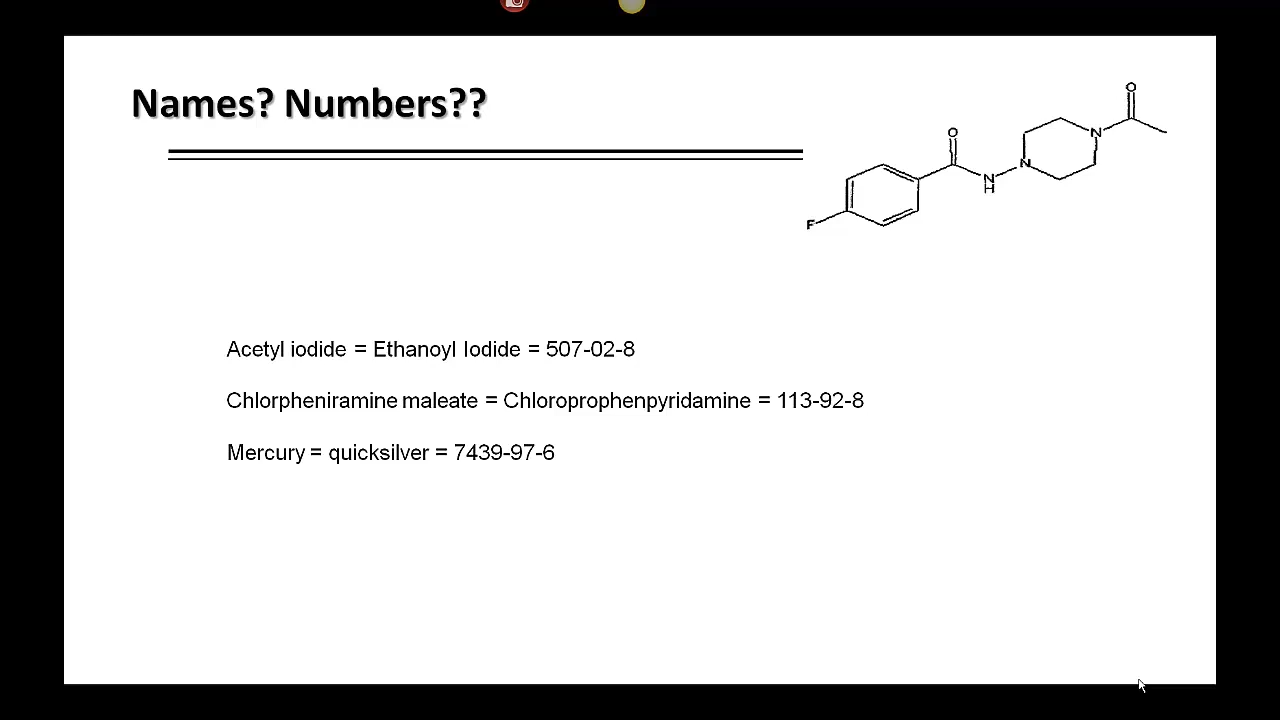 Names? Numbers??
O
O
N
N
N
H
F
Acetyl iodide = Ethanoyl Iodide = 507-02-8
Chlorpheniramine maleate = Chloroprophenpyridamine = 113-92-8
Mercury = quicksilver = 7439-97-6